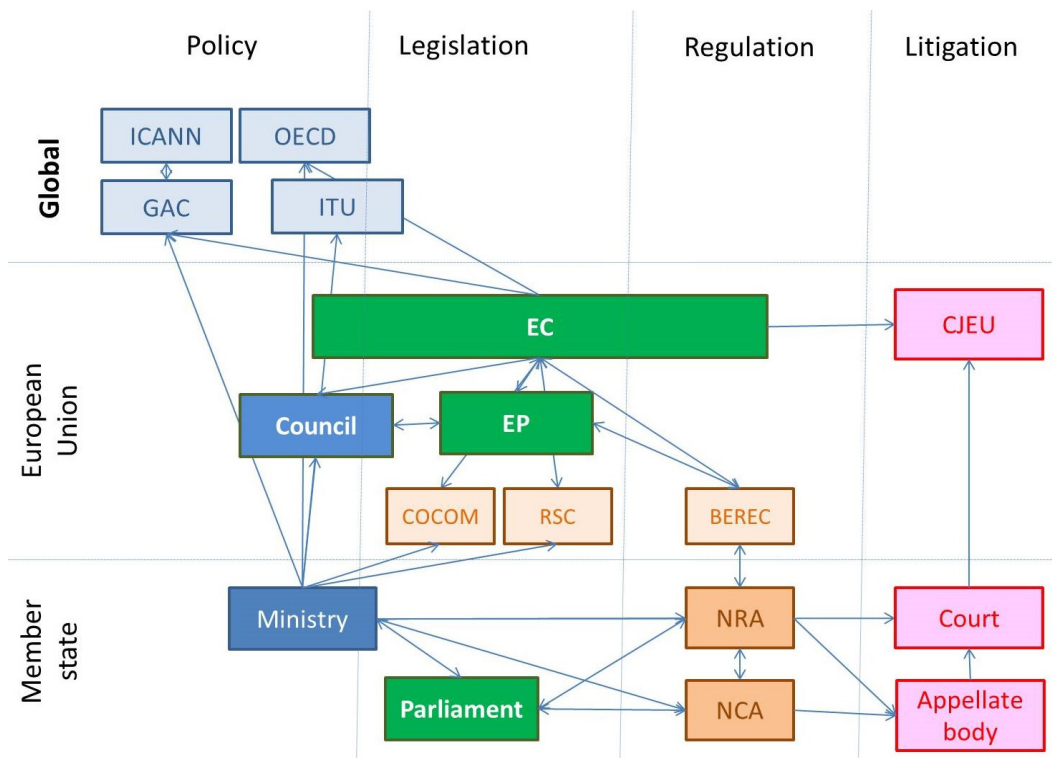 Policy
Legislation
Regulation
Litigation
Global
ICANN
OECD
GAC
ITU
European
Union
EC
CJEU
Council
EP
COCOM
RSC
BEREC
Member
state
Ministry
NRA
Court
Parliament
NCA
Appellate
body